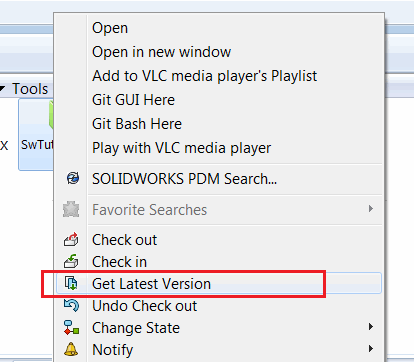 Open
Open in new window
Add to VLC media player's Playlist
Tools
Git GUI Here
Git Bash Here
x
SwTut
Play with VLC media player
SOLIDWORKS PDM Search...
Favorite Searches
Check out
Check in
Get Latest Version
Undo Check out
Change State
Notify